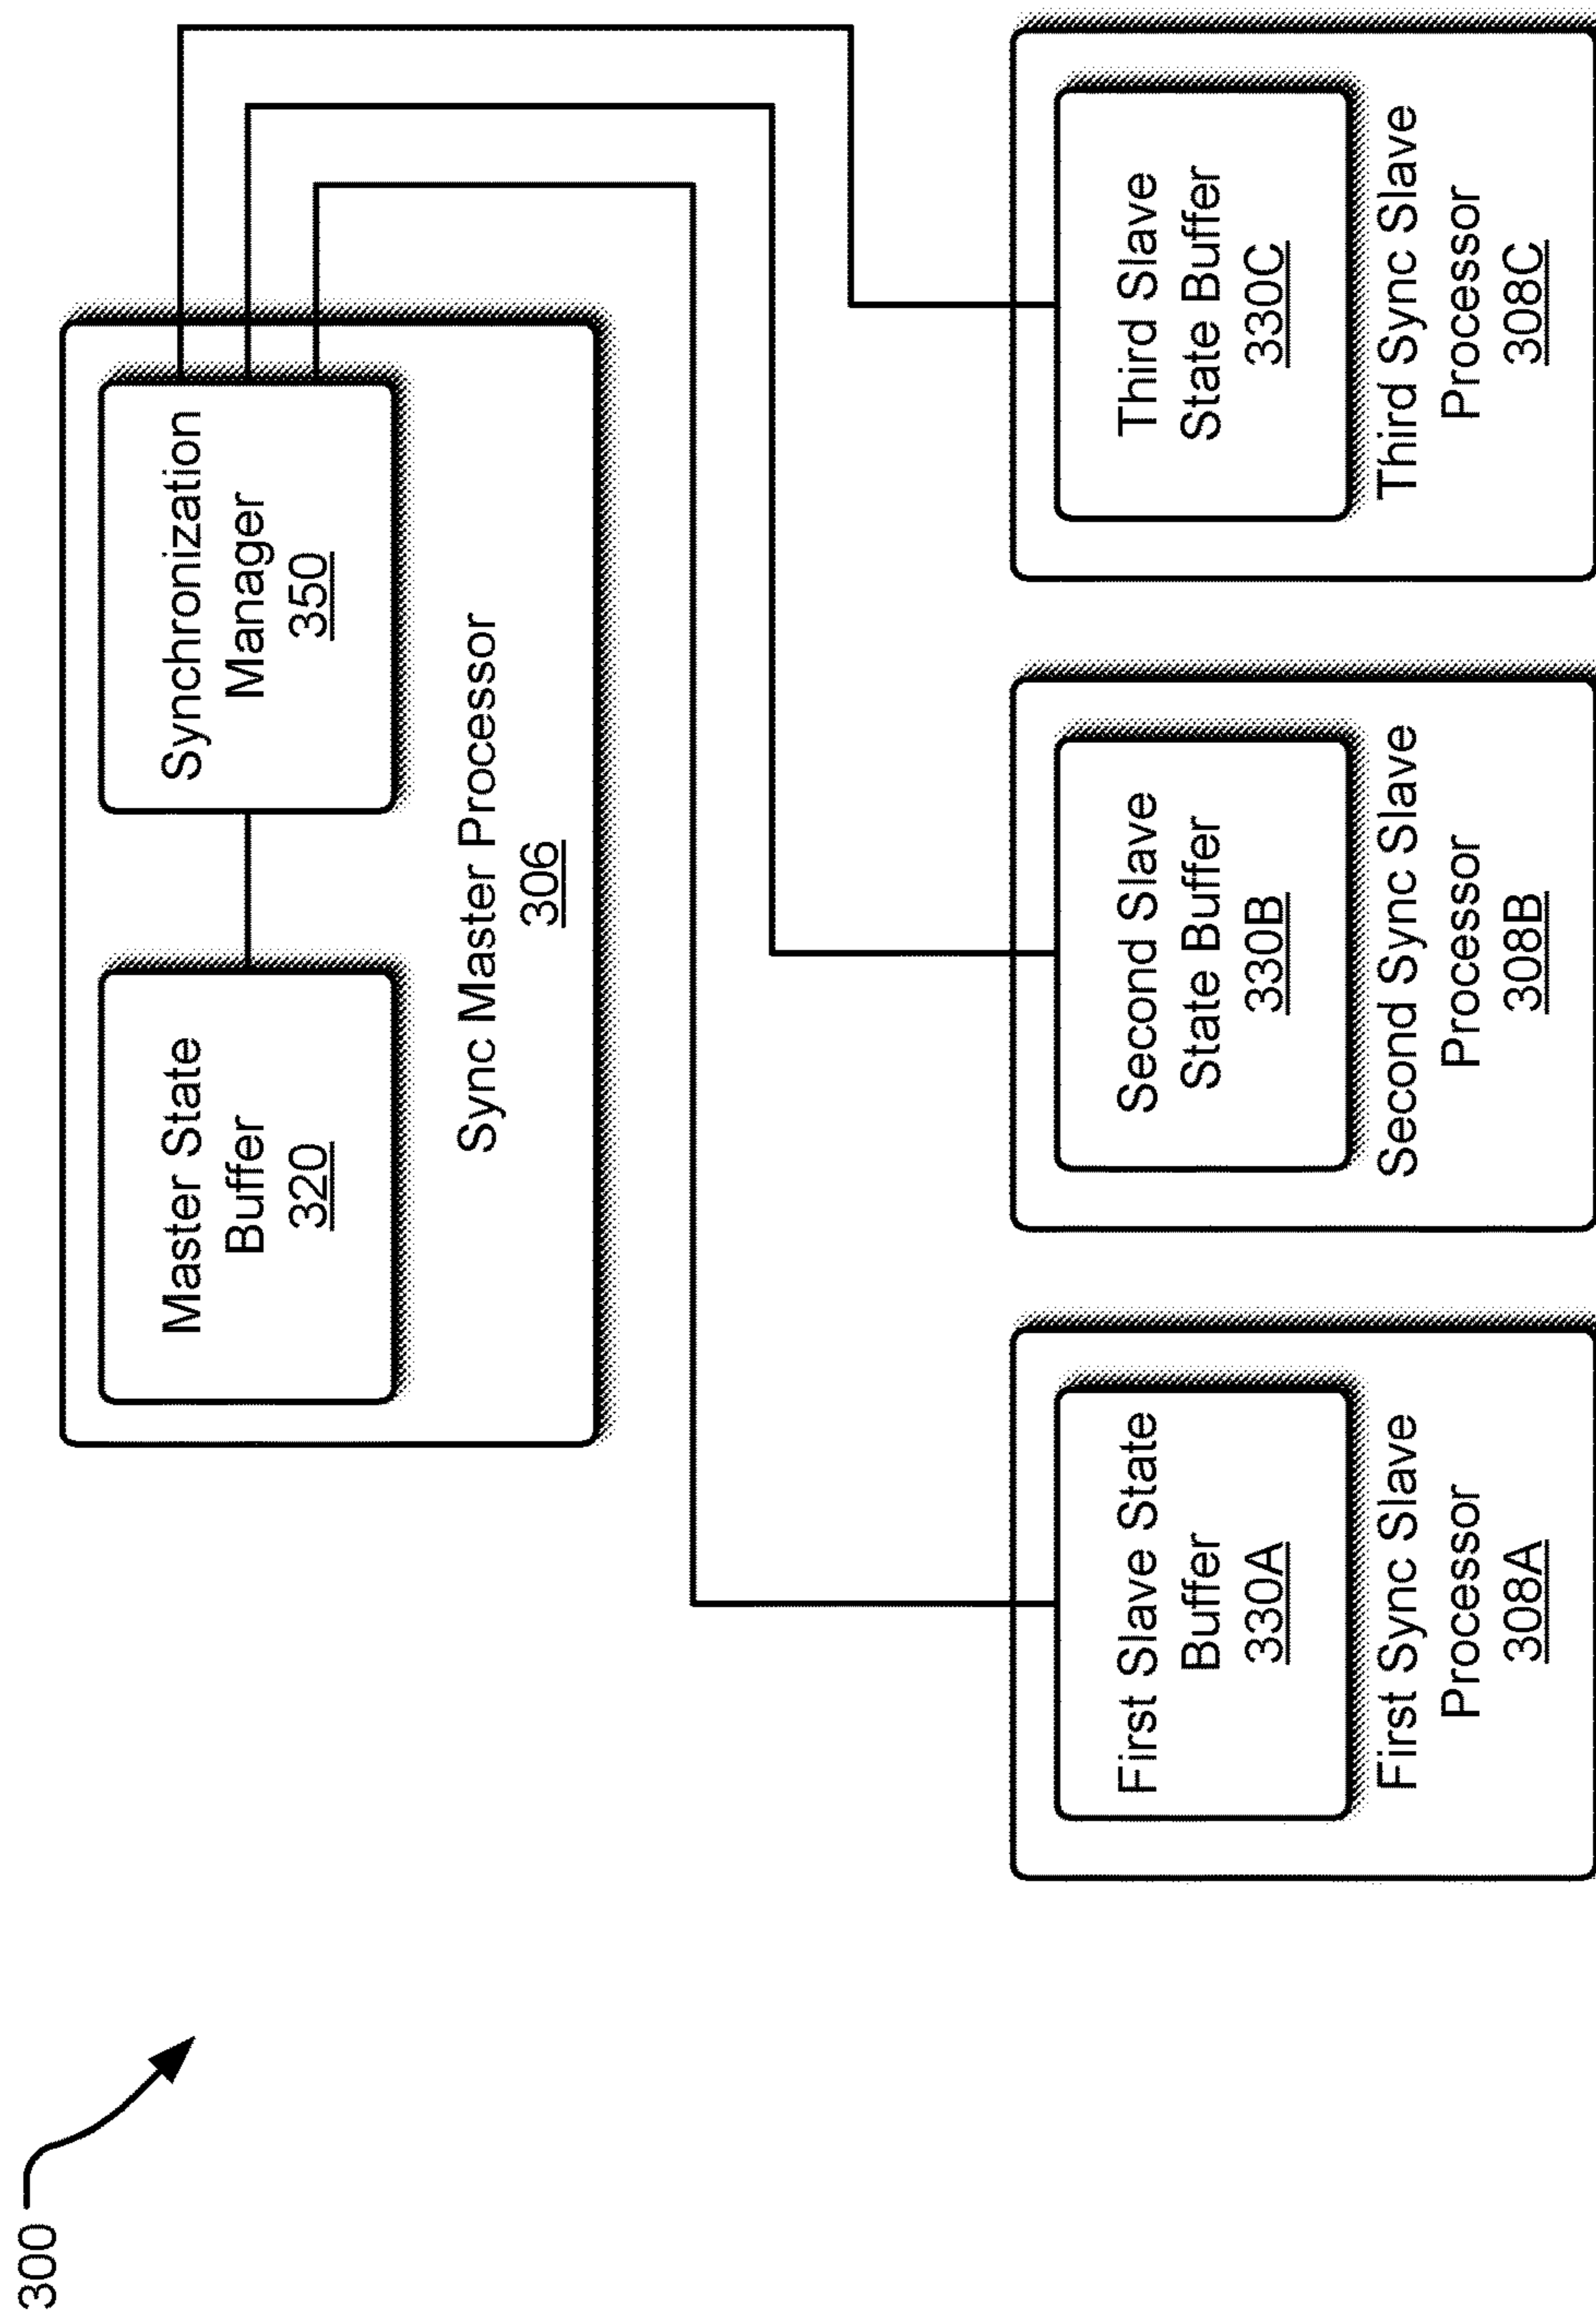 300
Master State
Buffer
320
Synchronization
Manager
350
Sync Master Processor
306
First Slave State
Buffer
330A
First Sync Slave
Processor
308A
Second Slave
State Buffer
330B
Second Sync Slave
Processor
308B
Third Slave
State Buffer
330C
Third Sync Slave
Processor
308C